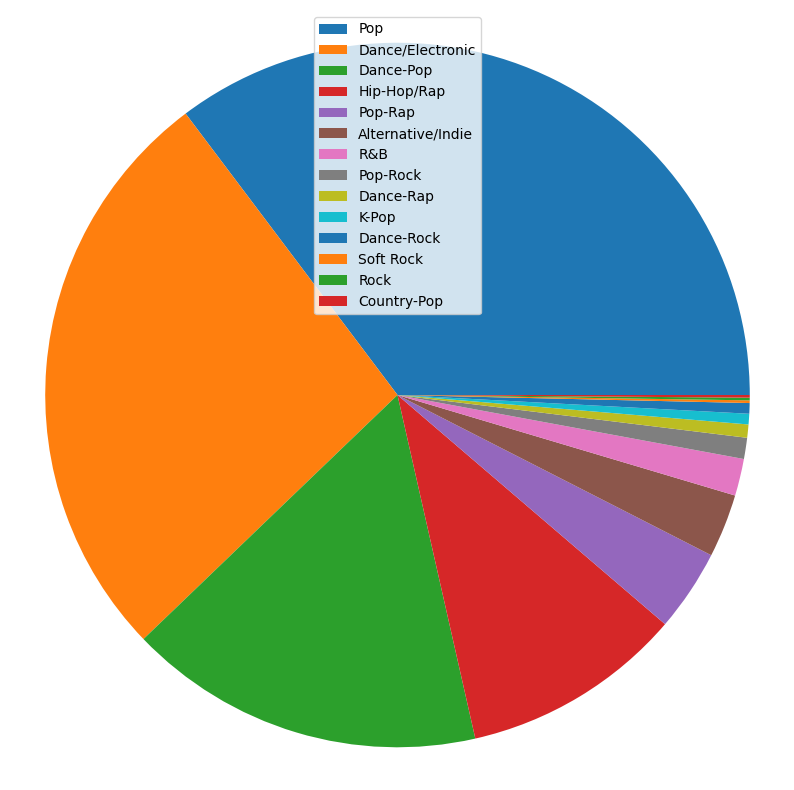 Pop
Dance/Electronic
Dance-Pop
Hip-Hop/Rap
Pop-Rap
Alternative/Indie
R&B
Pop-Rock
Dance-Rap
K-Pop
Dance-Rock
Soft Rock
Rock
Country-Pop